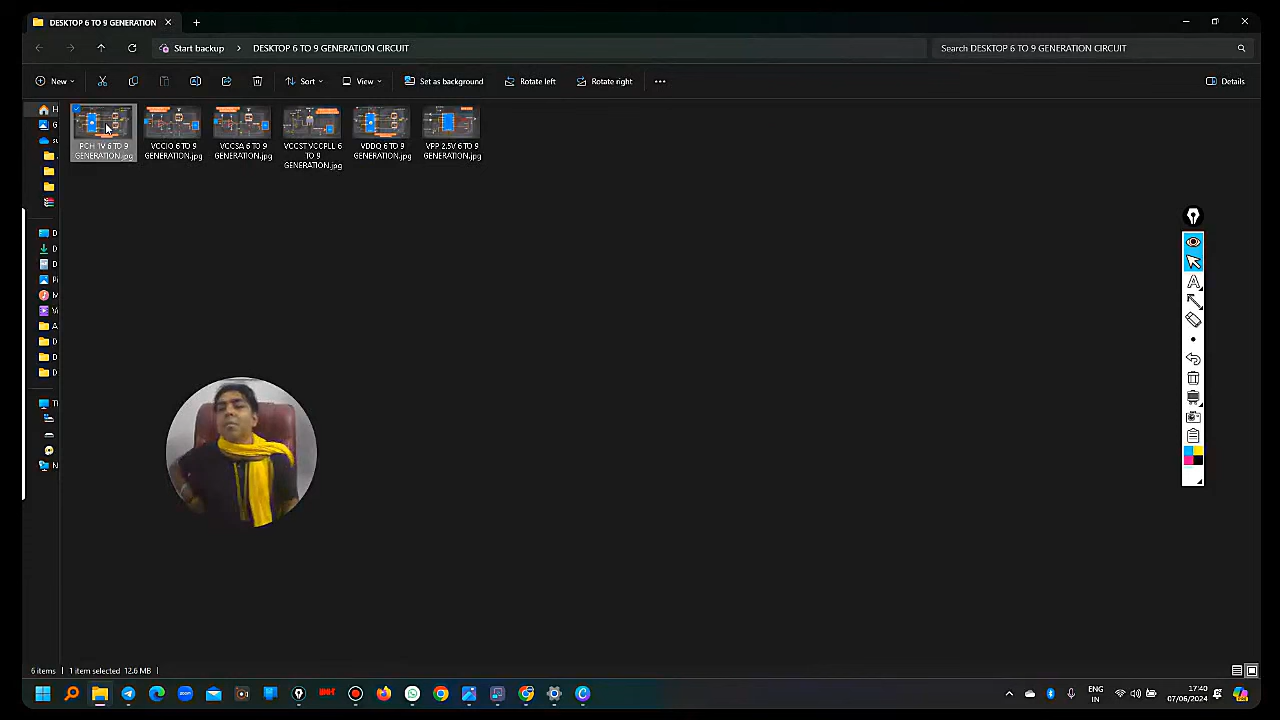 DESKTOP 6 TO 9 GENERATION
Start backup > DESKTOP 6 TO 9 GENERATION CIRCUIT
Search DESKTOP 6 TO 9 GENERATION CIRCUIT
New
Sort
View
Set as background
Rotate left
Rotate right
Details
PCH 1V 6 TO 9
GENERATION.jpg
VCCIO 6 TO 9
GENERATION.jpg
VCCSA 6 TO 9
GENERATION.jpg
VCCST VCCPLL 6
TO 9
GENERATION.jpg
VDDQ 6 TO 9
GENERATION.jpg
VPP 2.5V 6 TO 9
GENERATION.jpg
H
G
D
D
D
Pi
M
Vi
A
D
D
D
N
A
6 items
1 item selected 12.6 MB
zoom
ENG
IN
17:40
07/06/2024